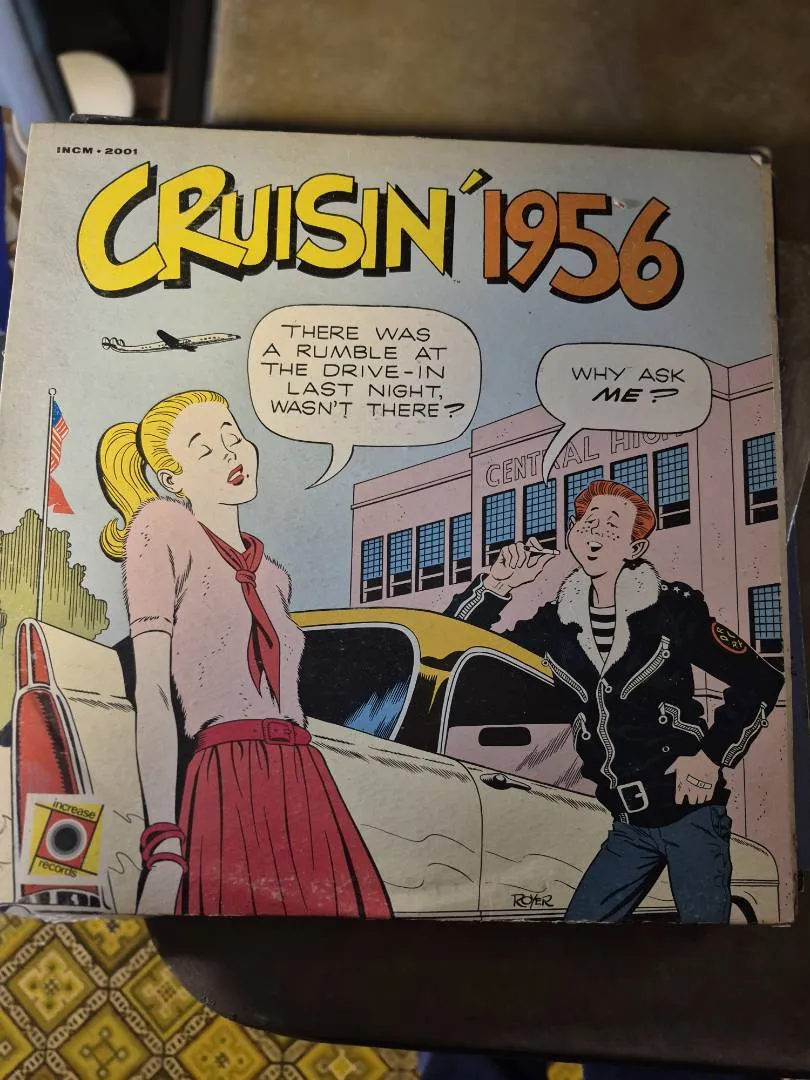 INCM • 2001
CRUISIN' 1956
THERE WAS
A RUMBLE AT
THE DRIVE-IN
LAST NIGHT,
WASN'T THERE?
WHY ASK
ME?
CENTRAL HIGH
increase
records
ROYER